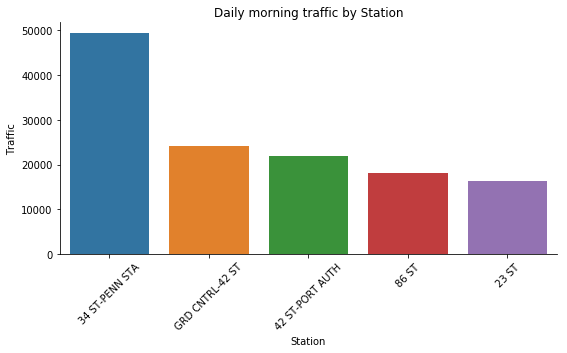 Daily morning traffic by Station
Traffic
50000
40000
30000
20000
10000
0
34 ST-PENN STA
GRD CNTRL-42 ST
42 ST-PORT AUTH
86 ST
23 ST
Station